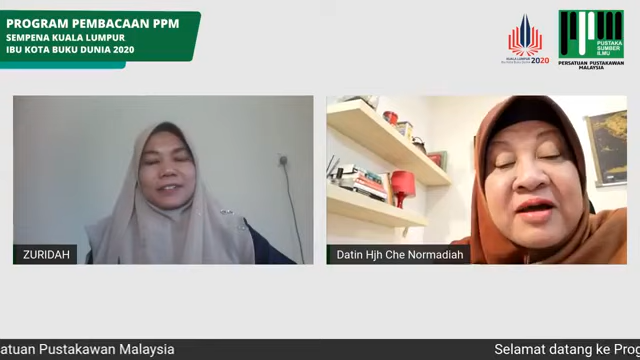 PROGRAM PEMBACAAN PPM
SEMPENA KUALA LUMPUR
IBU KOTA BUKU DUNIA 2020
2020
PUSTAKA
SUMBER
ILMU
PERSATUAN PUSTAKAWAN
MALAYSIA
ZURIDAH
Datin Hjh Che Normadiah
atuan Pustakawan Malaysia
Selamat datang ke Prog